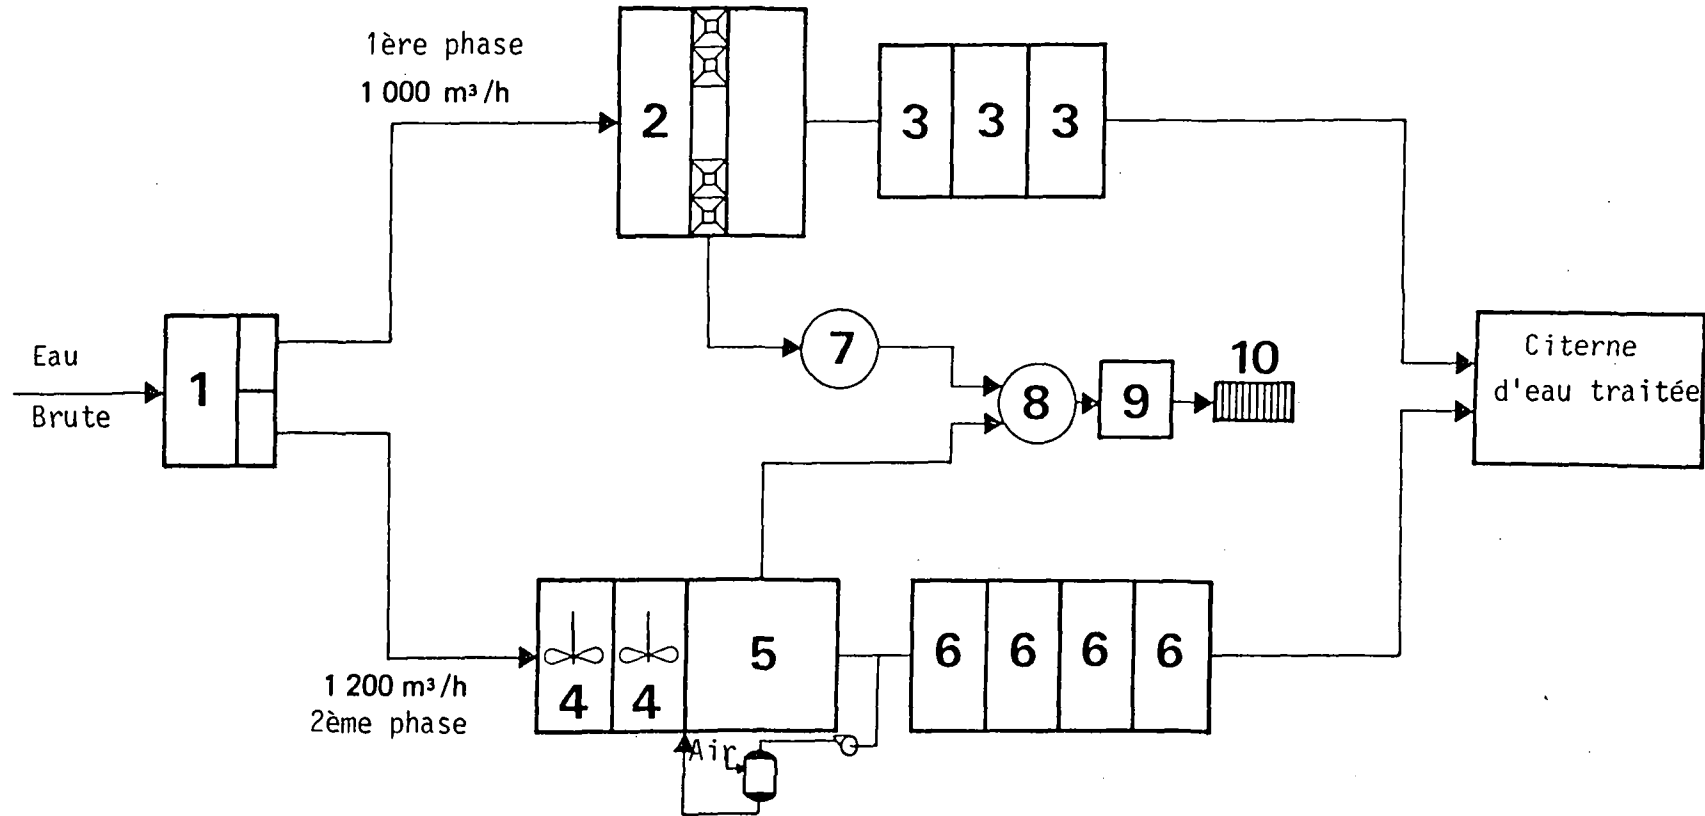 1ère phase
1 000 m³/h
2
3 3 3
Eau
Brute
1
7
8
9
10
Citerne
d'eau traitée
1 200 m³/h
2ème phase
4 4
5
6 6 6 6
Air